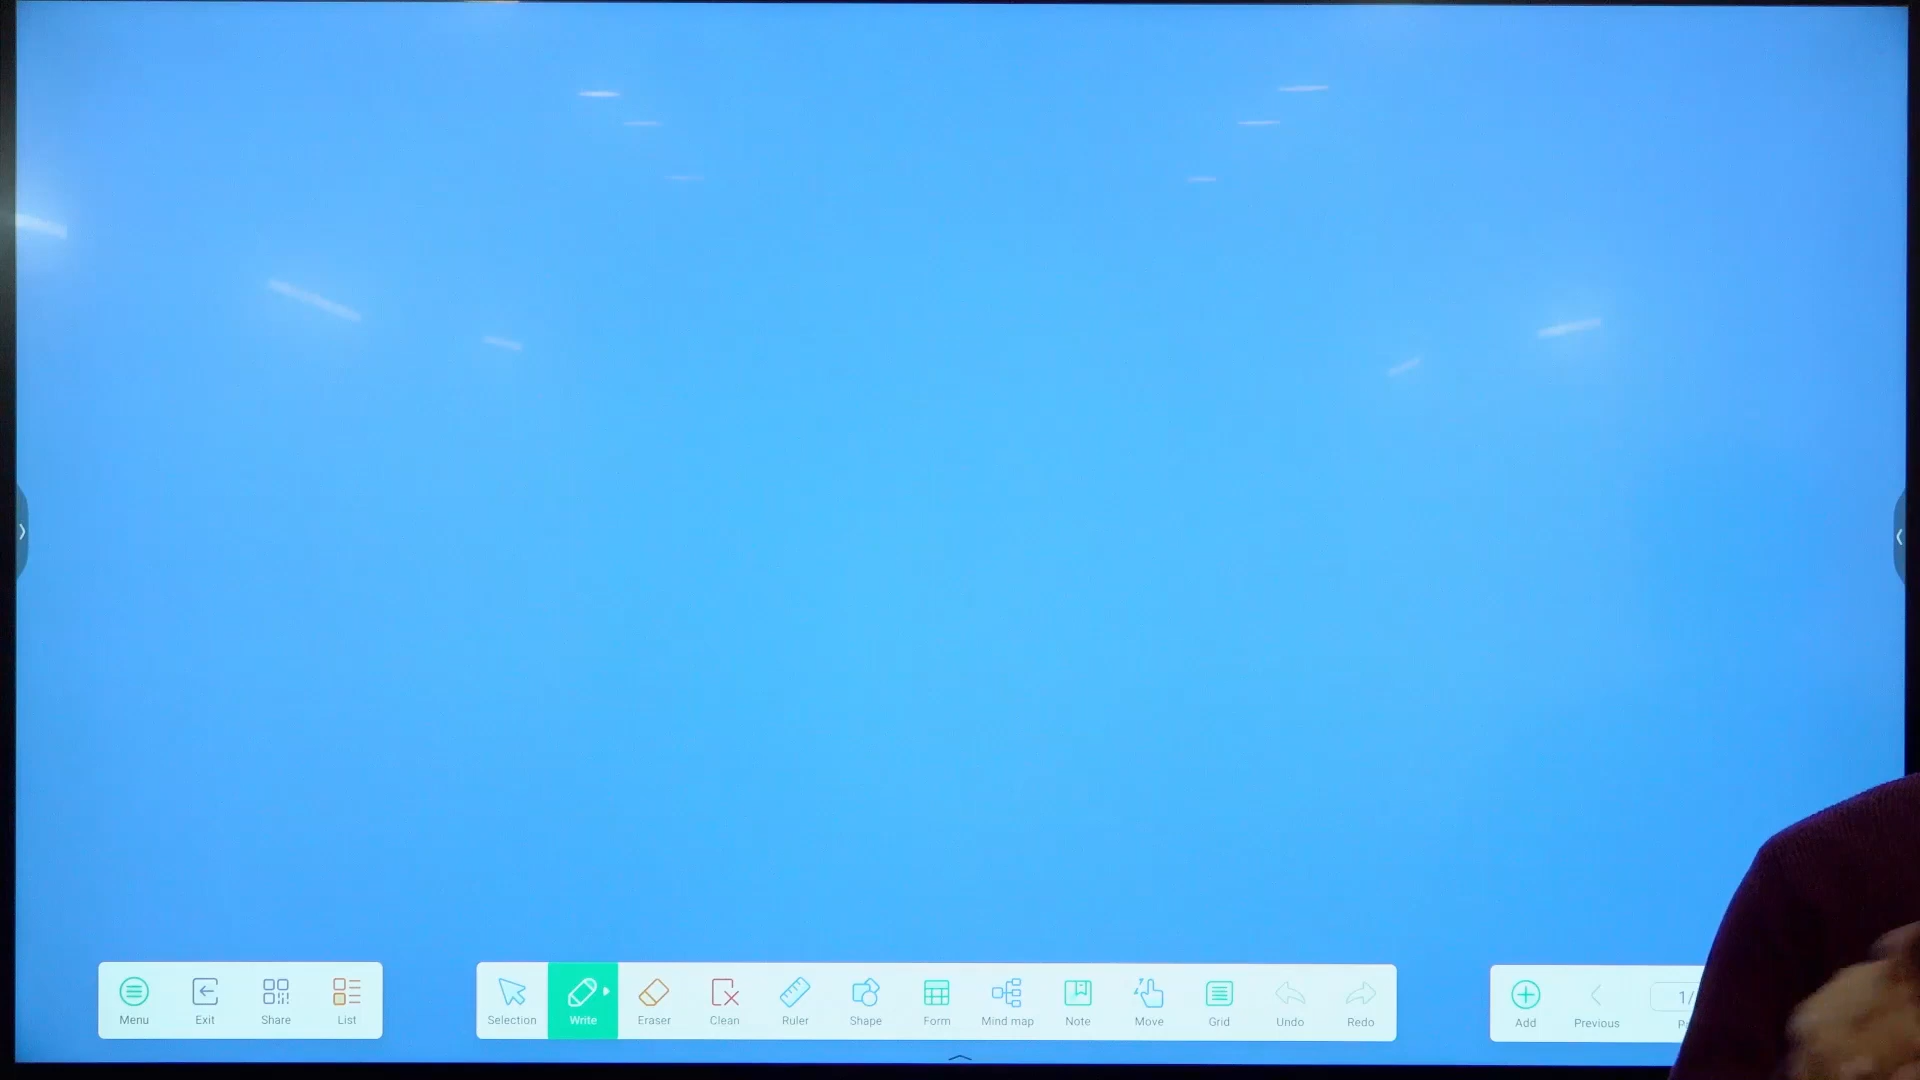 Menu
Exit
Share
List
Selection
Write
Eraser
Clean
Ruler
Shape
Form
Mind map
Note
Move
Grid
Undo
Redo
Add
Previous
1/